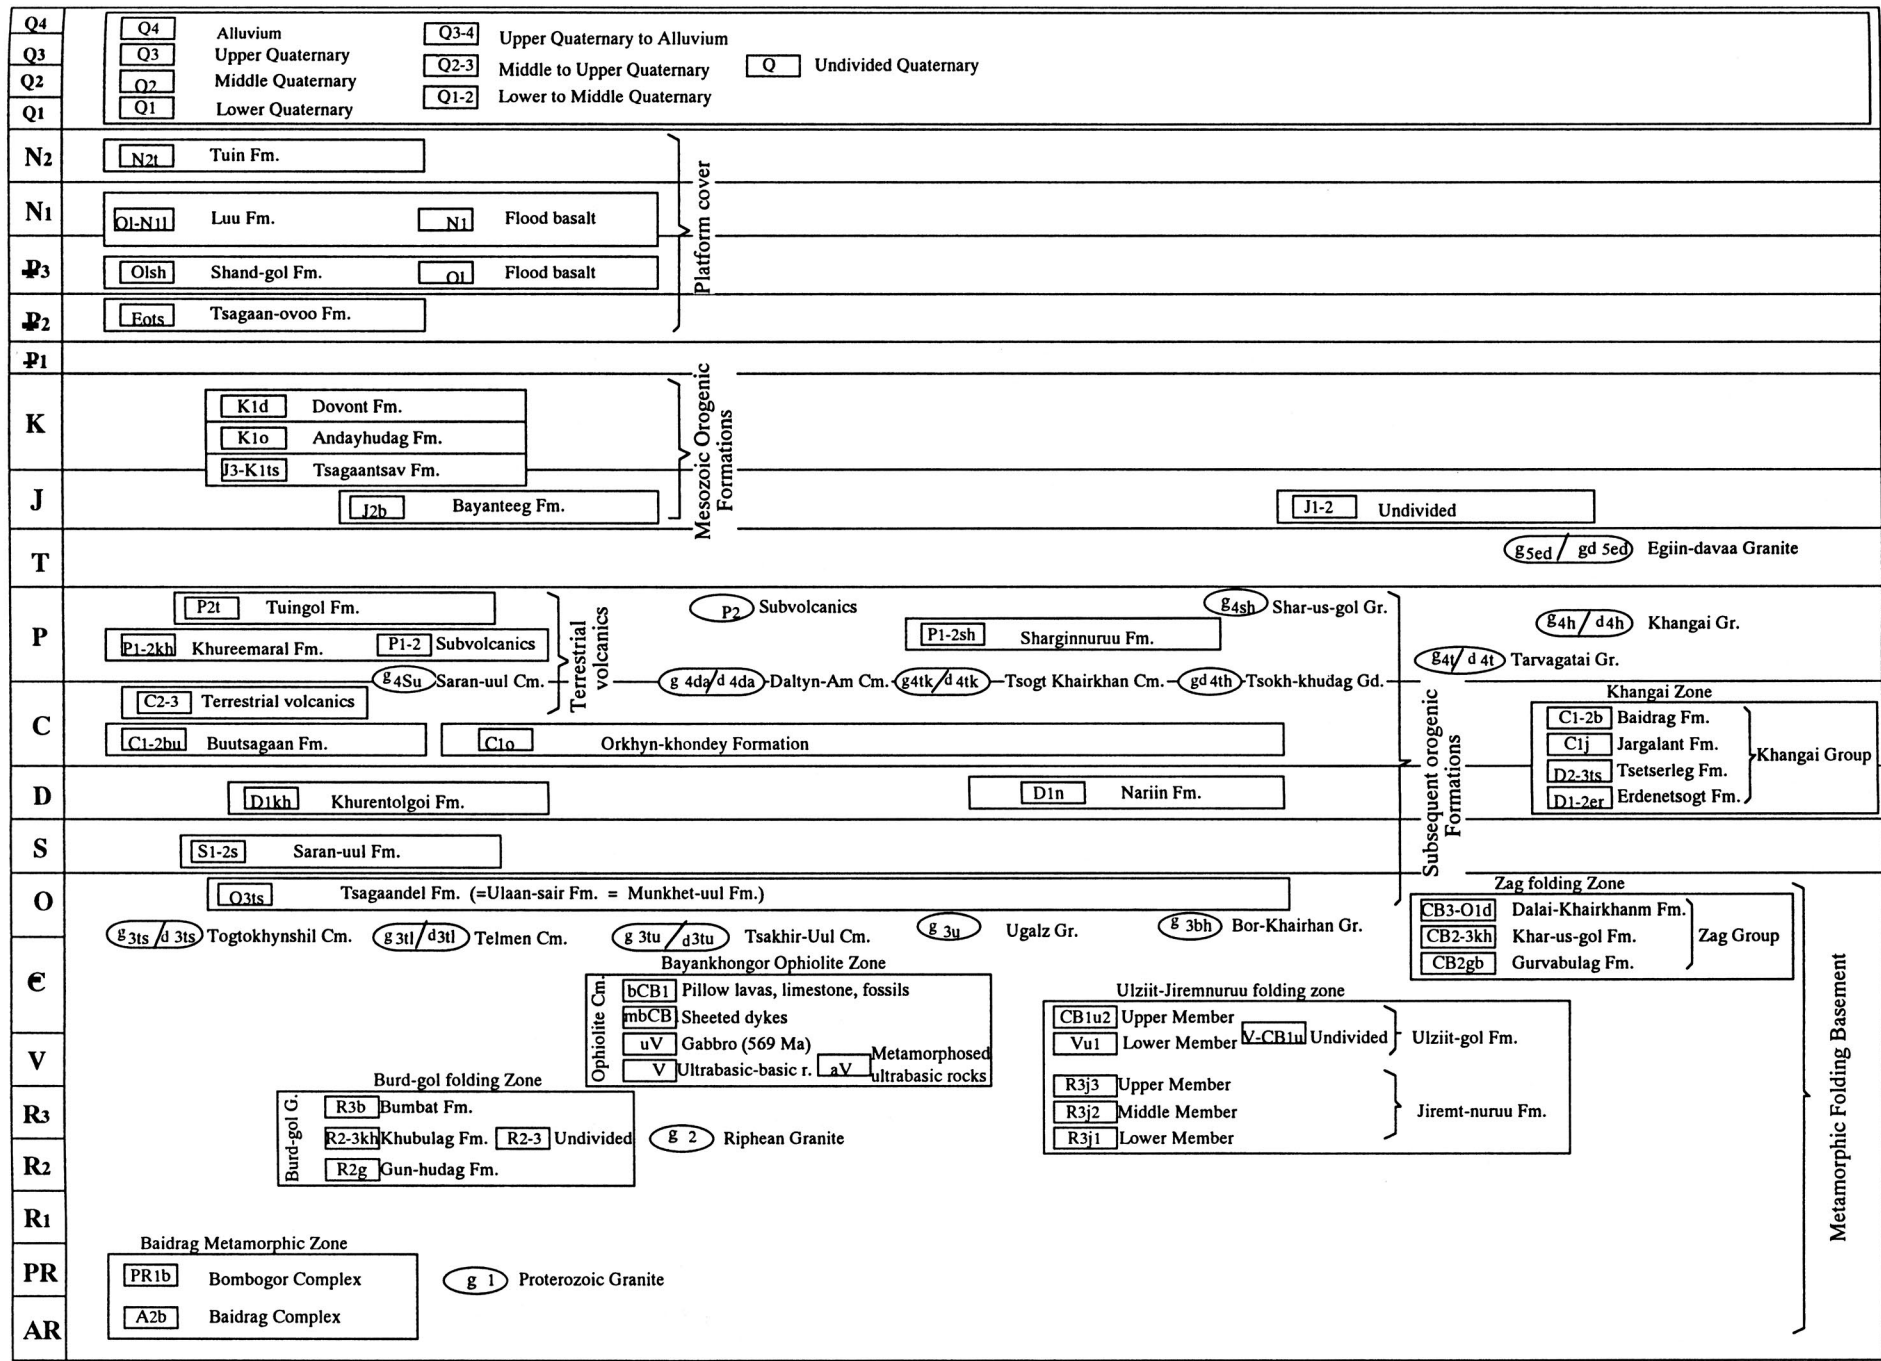 Q4
Q3
Q2
Q1
Q4 Alluvium Q3-4 Upper Quaternary to Alluvium
Q3 Upper Quaternary Q2-3 Middle to Upper Quaternary Q Undivided Quaternary
Q2 Middle Quaternary
Q1 Lower Quaternary Q1-2 Lower to Middle Quaternary
N2 N2t Tuin Fm.
N1 Ol-N1l Luu Fm. N1 Flood basalt
P3 Olsh Shand-gol Fm. Ol Flood basalt
P2 Eots Tsagaan-ovoo Fm.
Platform cover
P1
K
K1d Dovont Fm.
K1o Andayhudag Fm.
J3-K1ts Tsagaantsav Fm.
J J2b Bayanteeg Fm. J1-2 Undivided
Mesozoic Orogenic
Formations
T g5ed / gd 5ed Egiin-davaa Granite
P
P2t Tuingol Fm. P2 Subvolcanics g4sh Shar-us-gol Gr.
g4h / d4h Khangai Gr.
P1-2kh Khureemaral Fm. P1-2 Subvolcanics P1-2sh Sharginnuruu Fm.
g4t / d 4t Tarvagatai Gr.
g4Su Saran-uul Cm. g 4da/d 4da Daltyn-Am Cm. g4tk/d 4tk Tsogt Khairkhan Cm. gd 4th Tsokh-khudag Gd.
Terrestrial
volcanics
C
C2-3 Terrestrial volcanics
C1-2bu Buutsagaan Fm. C1o Orkhyn-khondey Formation
Khangai Zone
C1-2b Baidrag Fm.
C1j Jargalant Fm.
D2-3ts Tsetserleg Fm.
D1-2er Erdenetsogt Fm.
Khangai Group
D D1kh Khurentolgoi Fm. D1n Nariin Fm.
S S1-2s Saran-uul Fm.
Subsequent orogenic
Formations
O O3ts Tsagaandel Fm. (=Ulaan-sair Fm. = Munkhet-uul Fm.)
g3ts /d 3ts Togtokhynshil Cm. g3tl/ d3tl Telmen Cm. g 3tu / d3tu Tsakhir-Uul Cm. g 3u Ugalz Gr. g 3bh Bor-Khairhan Gr.
Zag folding Zone
CB3-O1d Dalai-Khairkhanm Fm.
CB2-3kh Khar-us-gol Fm.
CB2gb Gurvabulag Fm.
Zag Group
Є
Bayankhongor Ophiolite Zone
Ophiolite Cm.
bCB1 Pillow lavas, limestone, fossils
mbCB Sheeted dykes
uV Gabbro (569 Ma)
V Ultrabasic-basic r. aV Metamorphosed
ultrabasic rocks
Ulziit-Jiremnuruu folding zone
CB1u2 Upper Member
Vu1 Lower Member V-CB1u Undivided
Ulziit-gol Fm.
R3j3 Upper Member
R3j2 Middle Member
R3j1 Lower Member
Jiremt-nuruu Fm.
V
R3
R2
R1
Burd-gol folding Zone
Burd-gol G.
R3b Bumbat Fm.
R2-3kh Khubulag Fm. R2-3 Undivided g 2 Riphean Granite
R2g Gun-hudag Fm.
Baidrag Metamorphic Zone
PR PR1b Bombogor Complex g 1 Proterozoic Granite
AR A2b Baidrag Complex
Metamorphic Folding Basement